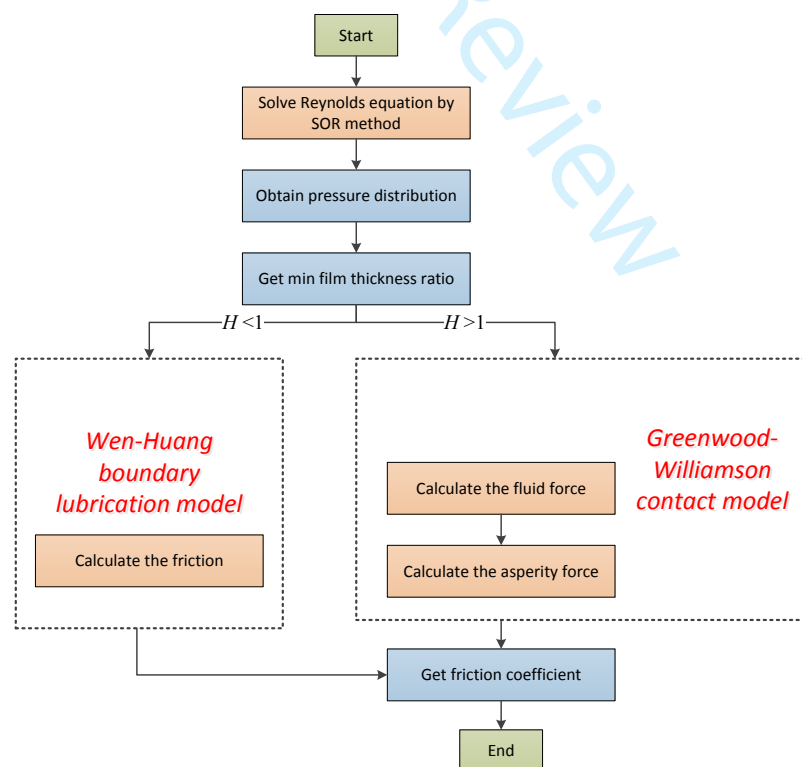 Review
Start
Solve Reynolds equation by
SOR method
Obtain pressure distribution
Get min film thickness ratio
H <1
H >1
Wen-Huang
boundary
lubrication model
Calculate the friction
Greenwood-
Williamson
contact model
Calculate the fluid force
Calculate the asperity force
Get friction coefficient
End